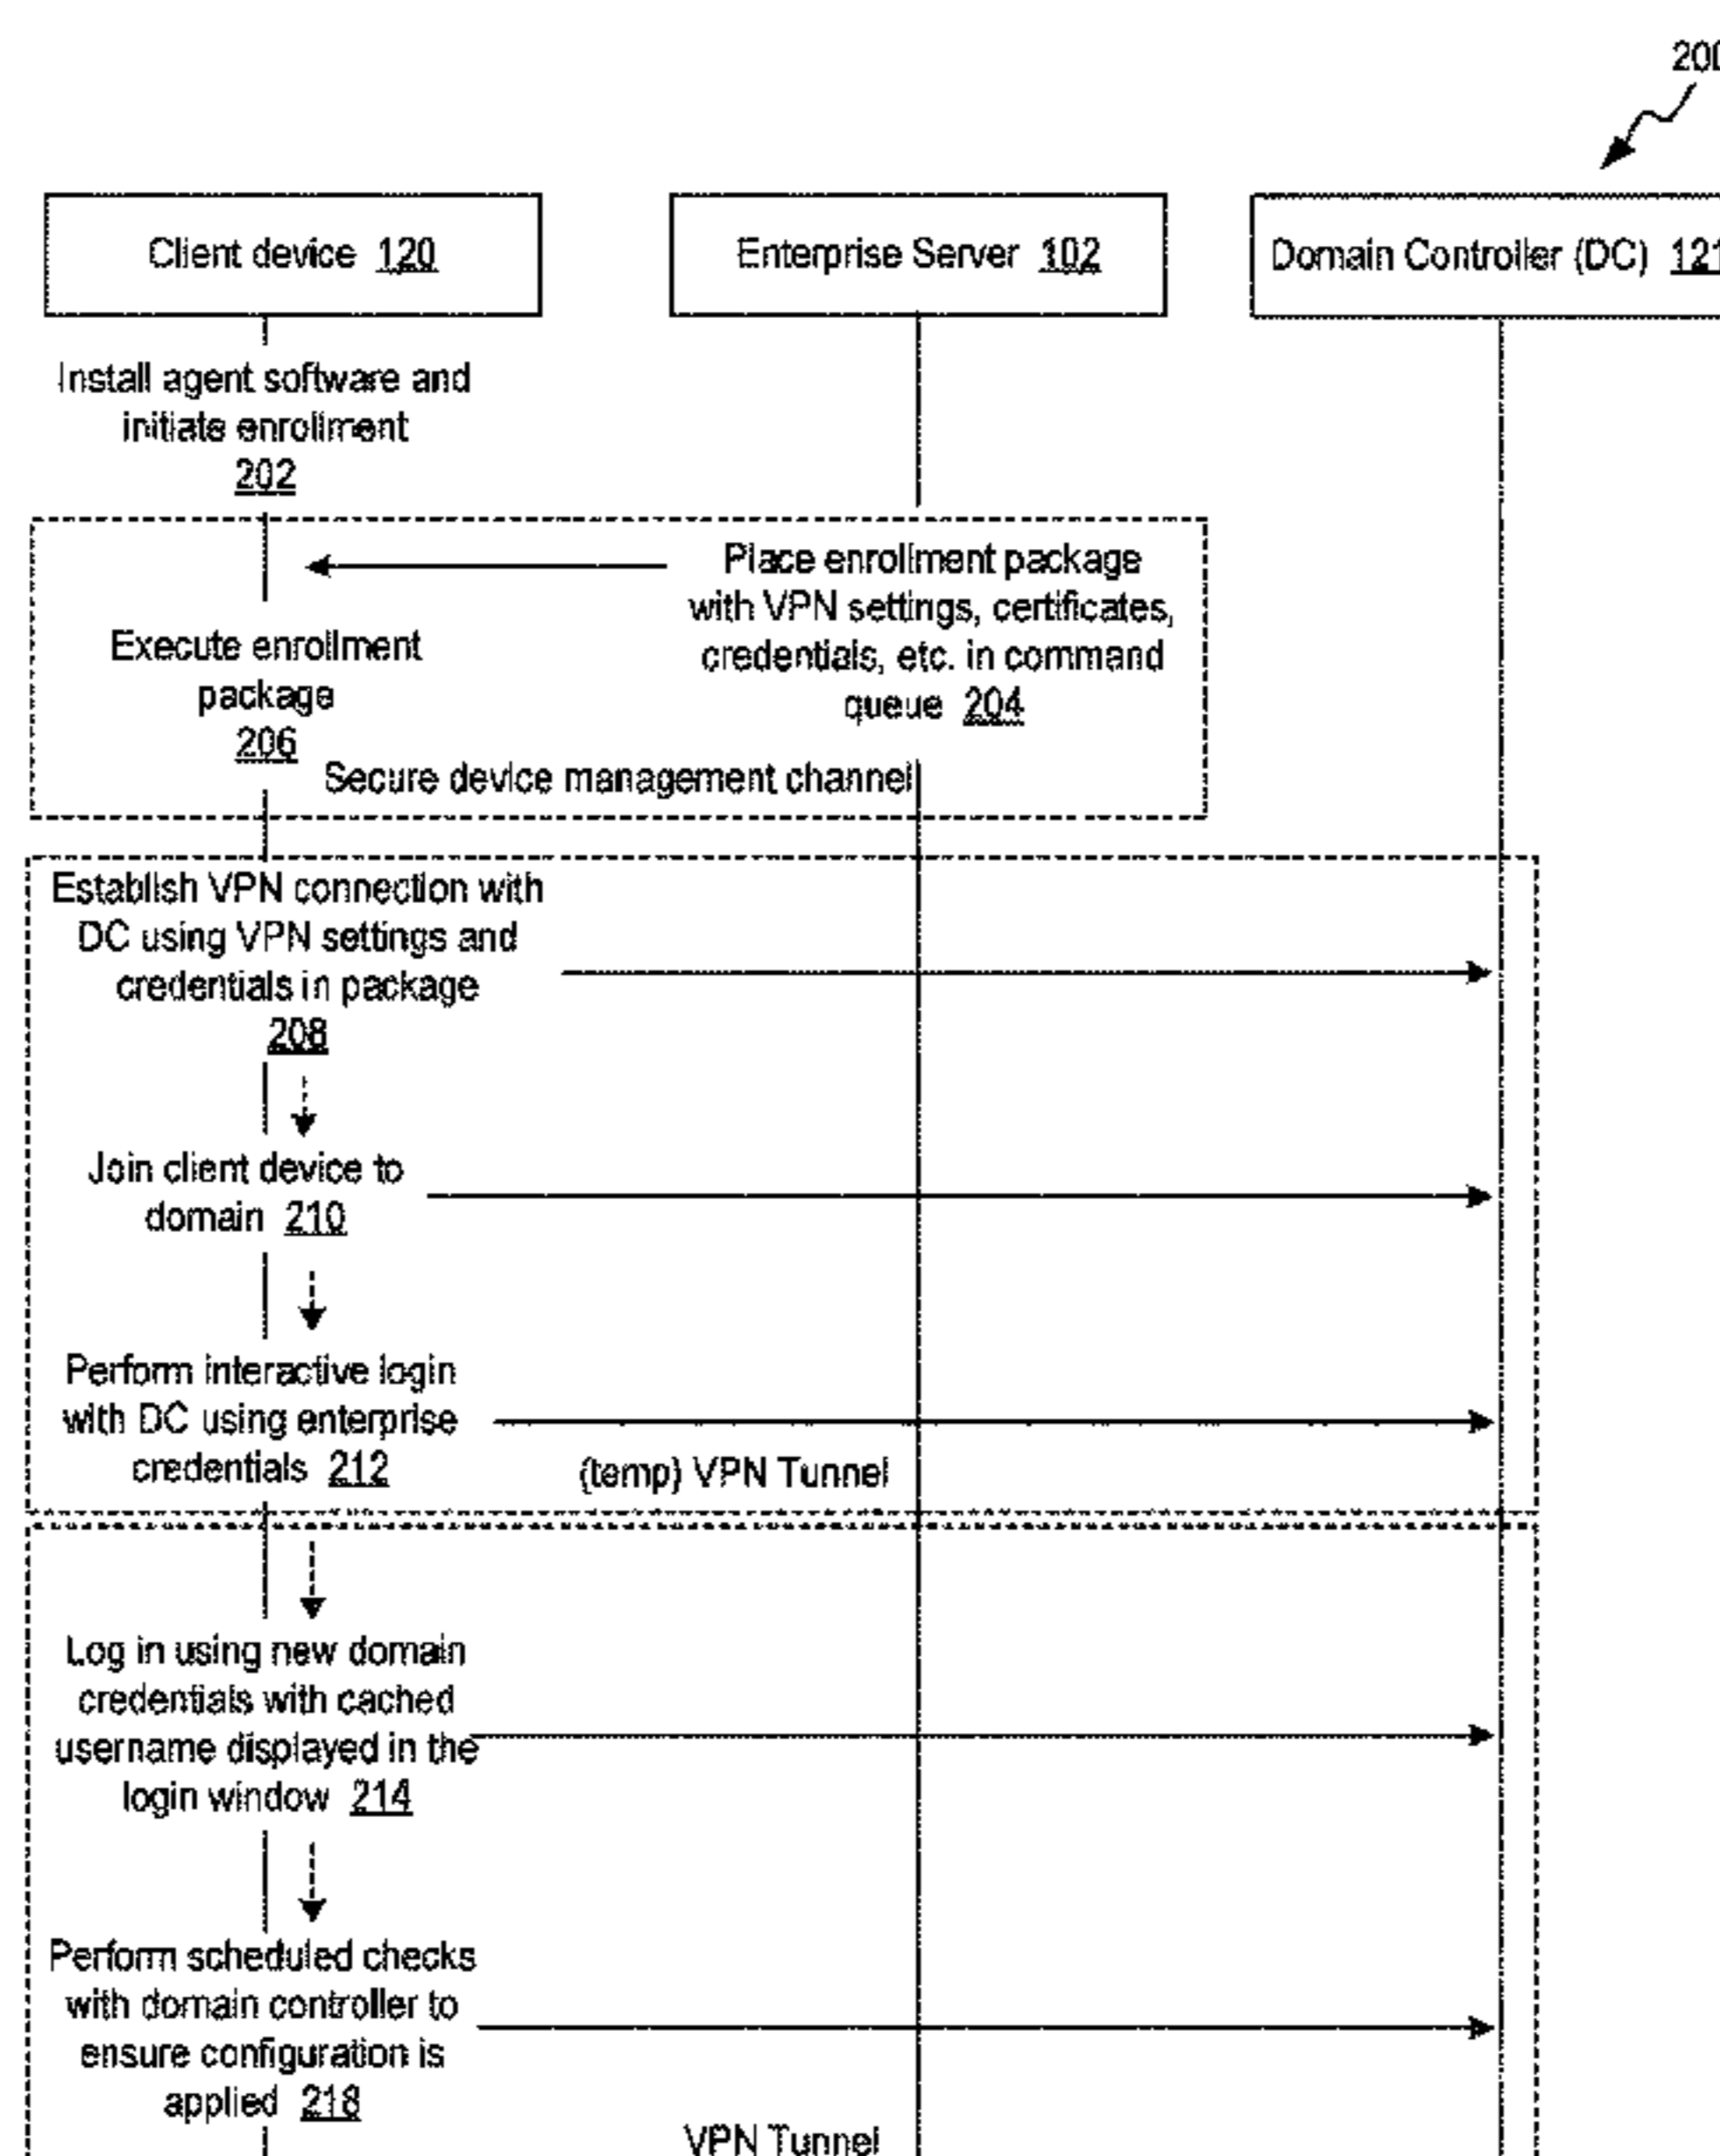 200
Client device 120
Enterprise Server 102
Domain Controller (DC) 121
Install agent software and
initiate enrollment
202
Place enrollment package
with VPN settings, certificates,
credentials, etc. in command
queue 204
Execute enrollment
package
206
Secure device management channel
Establish VPN connection with
DC using VPN settings and
credentials in package
208
Join client device to
domain 210
Perform interactive login
with DC using enterprise
credentials 212
(temp) VPN Tunnel
Log in using new domain
credentials with cached
username displayed in the
login window 214
Perform scheduled checks
with domain controller to
ensure configuration is
applied 218
VPN Tunnel